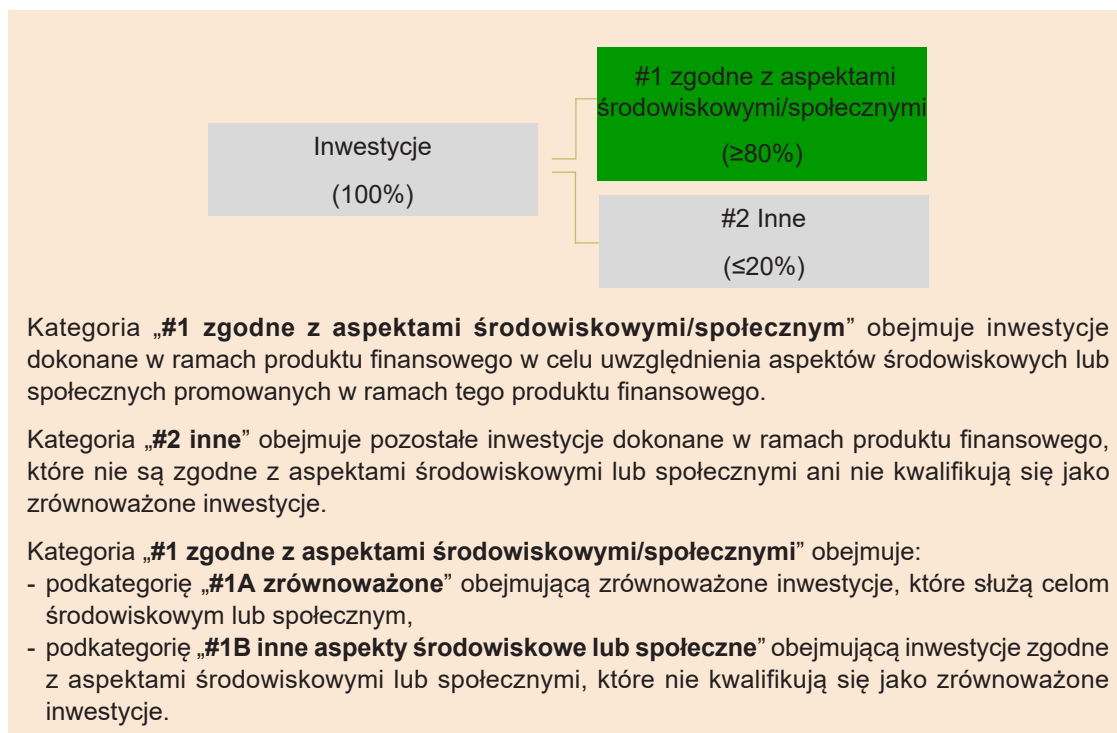 #1 zgodne z aspektami
środowiskowymi/społecznymi
(≥80%)
Inwestycje
(100%)
#2 Inne
(≤20%)
Kategoria „#1 zgodne z aspektami środowiskowymi/społecznym” obejmuje inwestycje
dokonane w ramach produktu finansowego w celu uwzględnienia aspektów środowiskowych lub
społecznych promowanych w ramach tego produktu finansowego.
Kategoria „#2 inne” obejmuje pozostałe inwestycje dokonane w ramach produktu finansowego,
które nie są zgodne z aspektami środowiskowymi lub społecznymi ani nie kwalifikują się jako
zrównoważone inwestycje.
Kategoria „#1 zgodne z aspektami środowiskowymi/społecznymi” obejmuje:
- podkategorię „#1A zrównoważone” obejmującą zrównoważone inwestycje, które służą celom
środowiskowym lub społecznym,
- podkategorię „#1B inne aspekty środowiskowe lub społeczne” obejmującą inwestycje zgodne
z aspektami środowiskowymi lub społecznymi, które nie kwalifikują się jako zrównoważone
inwestycje.